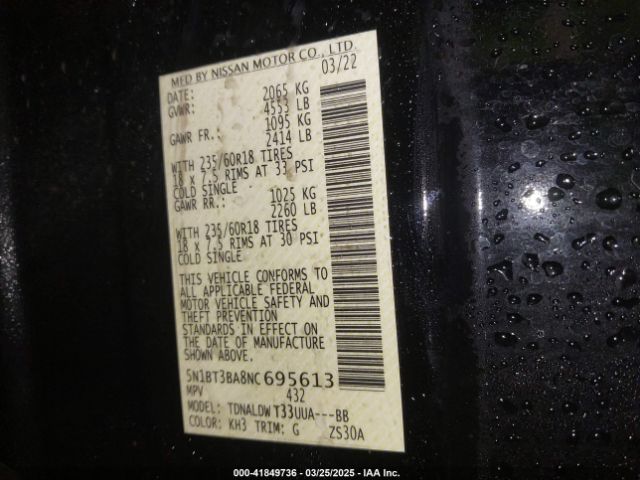 MFD BY NISSAN MOTOR CO., LTD.
DATE: 03/22
GVWR: 2065 KG
4553 LB
GAWR FR.: 1095 KG
2414 LB
WITH 235/60R18 TIRES
18 x 7.5 RIMS AT 33 PSI
COLD SINGLE
GAWR RR.: 1025 KG
2260 LB
WITH 235/60R18 TIRES
18 x 7.5 RIMS AT 30 PSI
COLD SINGLE
THIS VEHICLE CONFORMS TO
ALL APPLICABLE FEDERAL
MOTOR VEHICLE SAFETY AND
THEFT PREVENTION
STANDARDS IN EFFECT ON
THE DATE OF MANUFACTURE
SHOWN ABOVE.
5N1BT3BA8NC695613
MPV 432
MODEL: TDNALDWT33UUA---BB
COLOR: KH3 TRIM: G ZS30A
000-41849736 - 03/25/2025 - IAA Inc.